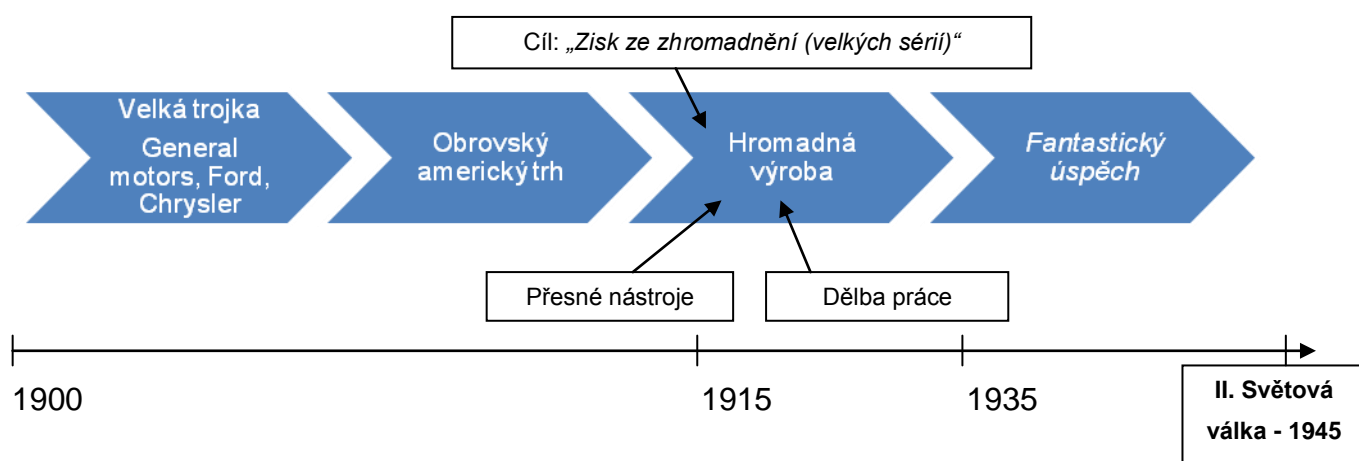 Cíl: „Zisk ze zhromadnění (velkých sérií)“
Velká trojka
General
motors, Ford,
Chrysler
Obrovský
americký trh
Hromadná
výroba
Fantastický
úspěch
Přesné nástroje
Dělba práce
1900
1915
1935
II. Světová
válka - 1945